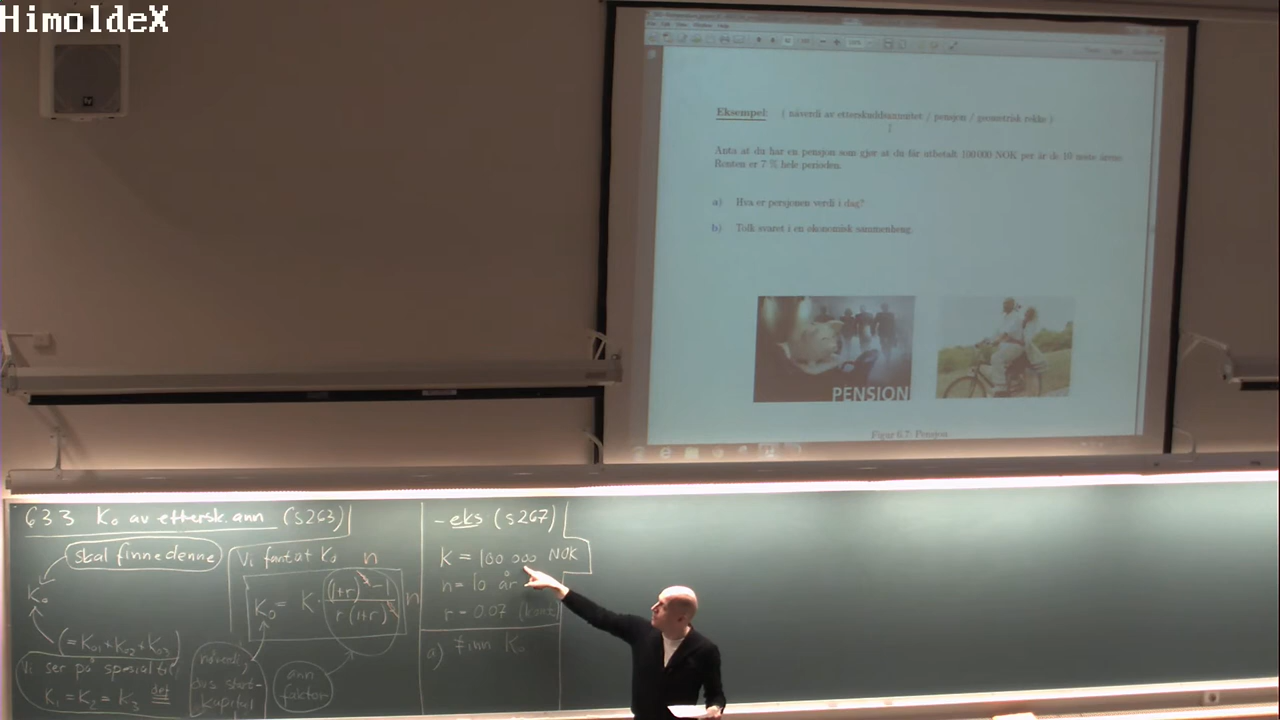 HimoldeX
Eksempel: ( nåverdi av etterskuddsannuitet / pensjon / geometrisk rekke )
Anta at du har en pensjon som gjør at du får utbetalt 100 000 NOK per år de 10 neste årene
Renten er 7 % hele perioden.
a) Hva er pensjonen verdi i dag?
b) Tolk svaret i en økonomisk sammenheng.
PENSION
Figur 6.7: Pensjon
6.3.3 K₀ av ettersk. ann (s263)
skal finne denne
K₀
(= K₀₁ + K₀₂ + K₀₃)
Vi ser på
K₁ = K₂ = K₃
Vi fant at K₀
n
K₀ = K · (1+r) - 1
r (1+r)
n
nåverdi,
dvs start-
kapital
ann
faktor
- eks (s267)
K = 100 000 NOK
n = 10 år
r = 0.07
a) Finn K₀